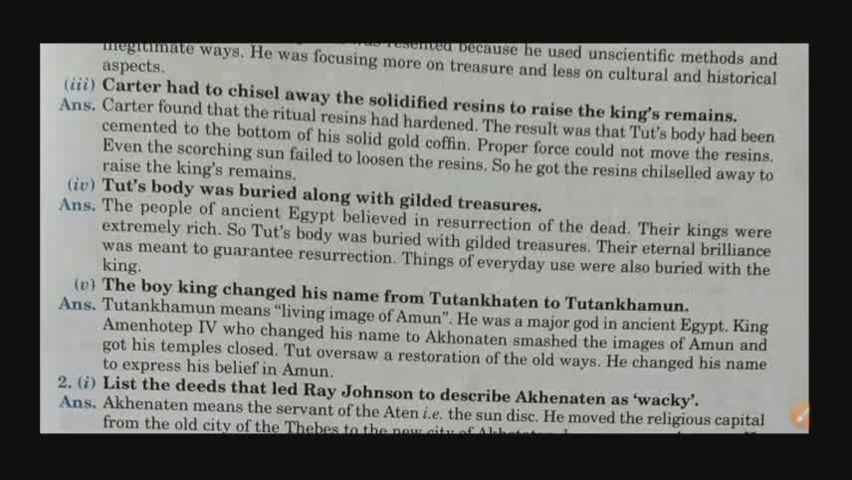 resented because he used unscientific methods and
illegitimate ways. He was focusing more on treasure and less on cultural and historical
aspects.
(iii) Carter had to chisel away the solidified resins to raise the king's remains.
Ans. Carter found that the ritual resins had hardened. The result was that Tut's body had been
cemented to the bottom of his solid gold coffin. Proper force could not move the resins.
Even the scorching sun failed to loosen the resins. So he got the resins chilselled away to
raise the king's remains.
(iv) Tut's body was buried along with gilded treasures.
Ans. The people of ancient Egypt believed in resurrection of the dead. Their kings were
extremely rich. So Tut's body was buried with gilded treasures. Their eternal brilliance
was meant to guarantee resurrection. Things of everyday use were also buried with the
king.
(v) The boy king changed his name from Tutankhaten to Tutankhamun.
Ans. Tutankhamun means "living image of Amun". He was a major god in ancient Egypt. King
Amenhotep IV who changed his name to Akhonaten smashed the images of Amun and
got his temples closed. Tut oversaw a restoration of the old ways. He changed his name
to express his belief in Amun.
2. (i) List the deeds that led Ray Johnson to describe Akhenaten as 'wacky'.
Ans. Akhenaten means the servant of the Aten i.e. the sun disc. He moved the religious capital
from the old city of the Thebes to the new city of